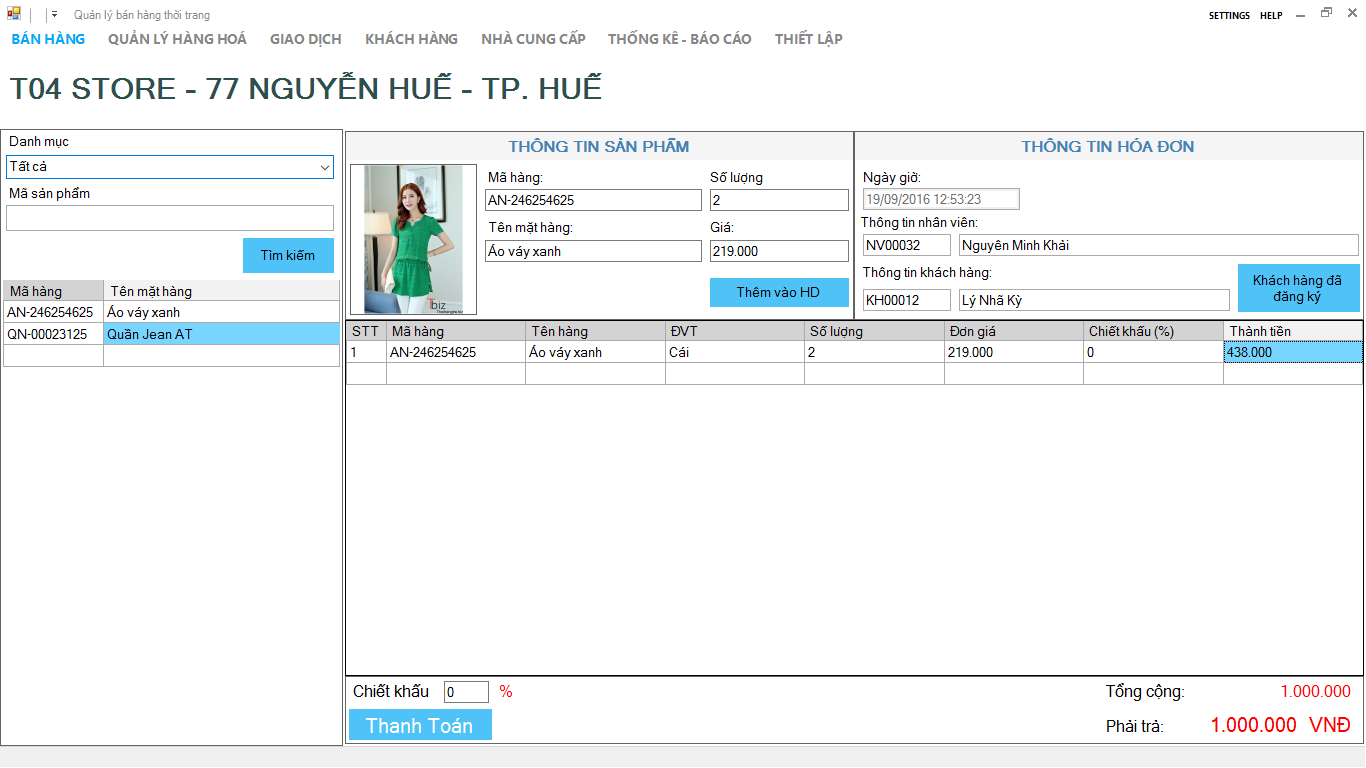 Quản lý bán hàng thời trang
SETTINGS HELP
BÁN HÀNG QUẢN LÝ HÀNG HOÁ GIAO DỊCH KHÁCH HÀNG NHÀ CUNG CẤP THỐNG KÊ - BÁO CÁO THIẾT LẬP
T04 STORE - 77 NGUYỄN HUẾ - TP. HUẾ
Danh mục
Tất cả
Mã sản phẩm
Tìm kiếm
Mã hàng Tên mặt hàng
AN-246254625 Áo váy xanh
QN-00023125 Quần Jean AT
THÔNG TIN SẢN PHẨM
Mã hàng: Số lượng
AN-246254625 2
Tên mặt hàng: Giá:
Áo váy xanh 219.000
Thêm vào HD
THÔNG TIN HÓA ĐƠN
Ngày giờ:
19/09/2016 12:53:23
Thông tin nhân viên:
NV00032 Nguyên Minh Khải
Thông tin khách hàng:
KH00012 Lý Nhã Kỳ
Khách hàng đã
đăng ký
STT Mã hàng Tên hàng ĐVT Số lượng Đơn giá Chiết khấu (%) Thành tiền
1 AN-246254625 Áo váy xanh Cái 2 219.000 0 438.000
Chiết khấu 0 %
Thanh Toán
Tổng cộng: 1.000.000
Phải trả: 1.000.000 VNĐ